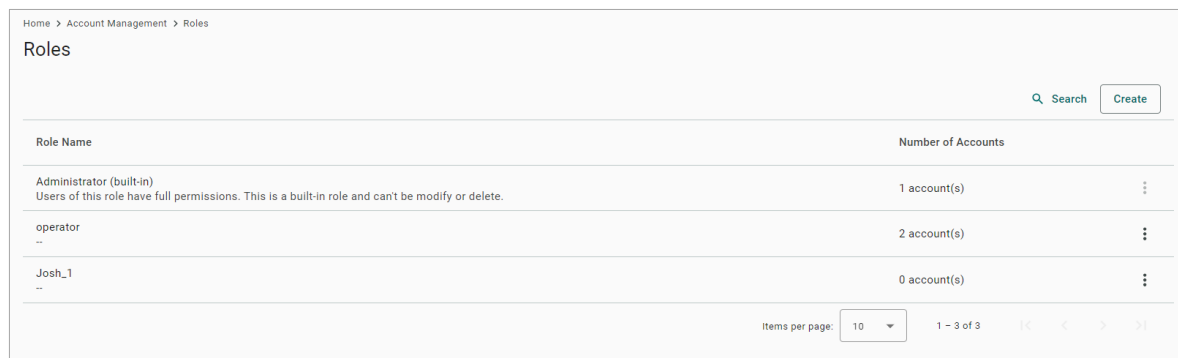 Home > Account Management > Roles
Roles
Search Create
Role Name Number of Accounts
Administrator (built-in)
Users of this role have full permissions. This is a built-in role and can't be modify or delete.
1 account(s)
operator
--
2 account(s)
Josh_1
--
0 account(s)
Items per page: 10 1 – 3 of 3